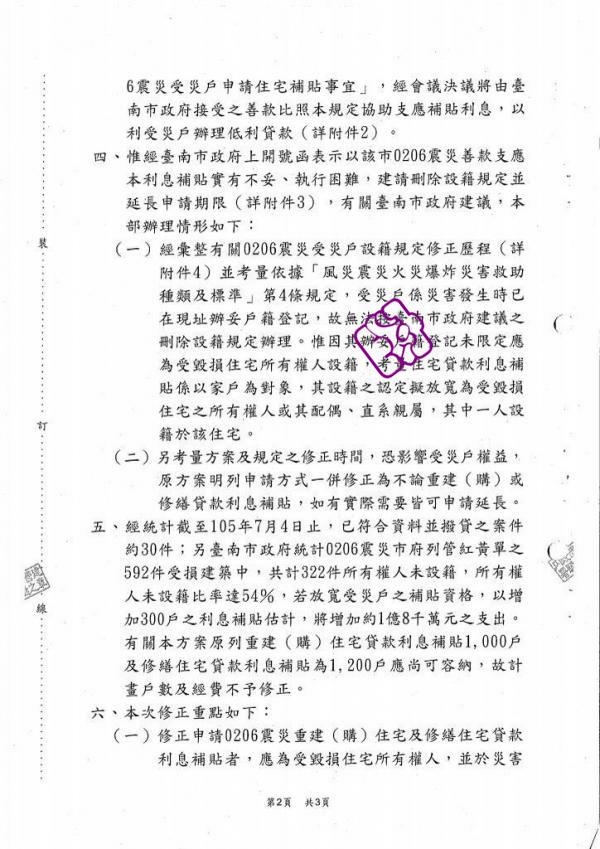 6震災受災戶申請住宅補貼事宜」，經會議決議將由臺
南市政府接受之善款比照本規定協助支應補貼利息，以
利受災戶辦理低利貸款（詳附件2）。
四、惟經臺南市政府上開號函表示以該市0206震災善款支應
本利息補貼實有不妥、執行困難，建請刪除設籍規定並
延長申請期限（詳附件3），有關臺南市政府建議，本
部辦理情形如下：
（一）經彙整有關0206震災受災戶設籍規定修正歷程（詳
附件4）並考量依據「風災震災火災爆炸災害救助
種類及標準」第4條規定，受災戶係災害發生時已
在現址辦妥戶籍登記，故無法按臺南市政府建議之
刪除設籍規定辦理。惟因其辦妥戶籍登記未限定應
為受毀損住宅所有權人設籍，考量住宅貸款利息補
貼係以家戶為對象，其設籍之認定擬放寬為受毀損
住宅之所有權人或其配偶、直系親屬，其中一人設
籍於該住宅。
（二）另考量方案及規定之修正時間，恐影響受災戶權益，
原方案明列申請方式一併修正為不論重建（購）或
修繕貸款利息補貼，如有實際需要皆可申請延長。
五、經統計截至105年7月4日止，已符合資料並撥貸之案件
約30件；另臺南市政府統計0206震災市府列管紅黃單之
592件受損建築中，共計322件所有權人未設籍，所有權
人未設籍比率達54%，若放寬受災戶之補貼資格，以增
加300戶之利息補貼估計，將增加約1億8千萬元之支出。
有關本方案原列重建（購）住宅貸款利息補貼1,000戶
及修繕住宅貸款利息補貼為1,200戶應尚可容納，故計
畫戶數及經費不予修正。
六、本次修正重點如下：
（一）修正申請0206震災重建（購）住宅及修繕住宅貸款
利息補貼者，應為受毀損住宅所有權人，並於災害
裝
訂
線
第2頁 共3頁